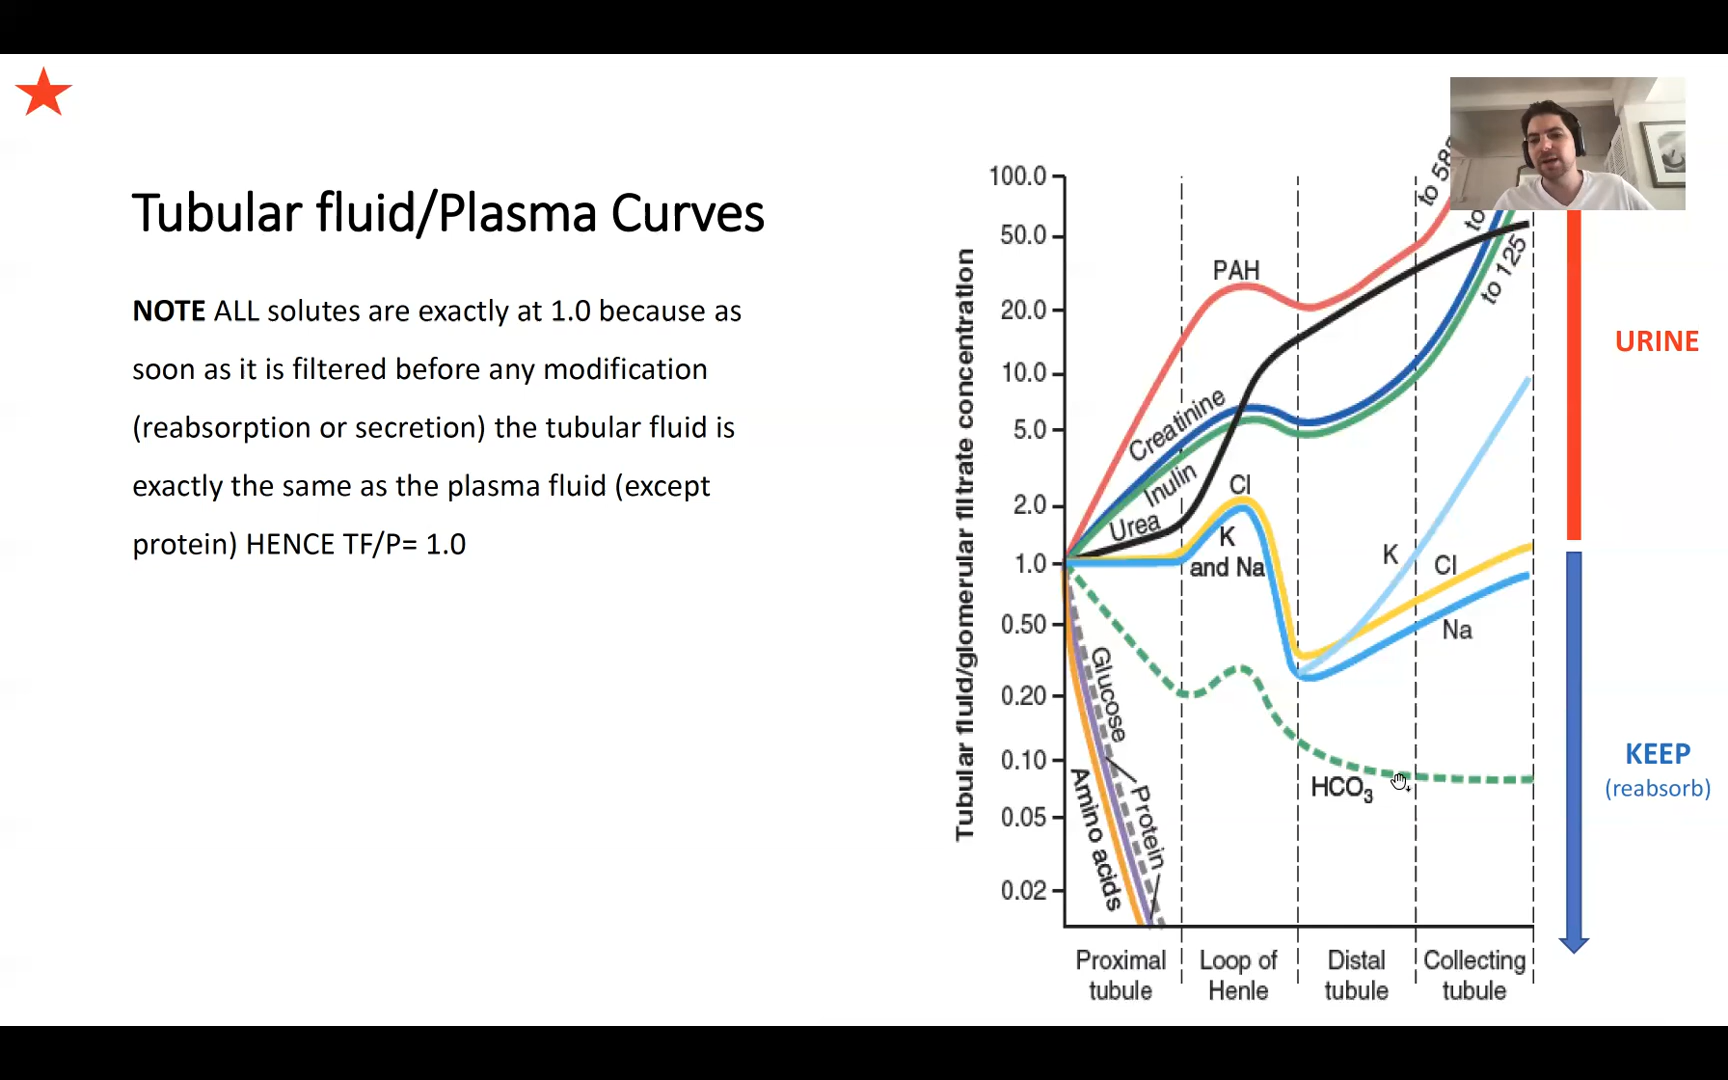 Tubular fluid/Plasma Curves
NOTE ALL solutes are exactly at 1.0 because as
soon as it is filtered before any modification
(reabsorption or secretion) the tubular fluid is
exactly the same as the plasma fluid (except
protein) HENCE TF/P= 1.0
Tubular fluid/glomerular filtrate concentration
100.0
50.0
20.0
10.0
5.0
2.0
1.0
0.50
0.20
0.10
0.05
0.02
PAH
to
to
to 125
Creatinine
Inulin
Urea
Cl
K
and Na
K
Cl
Na
Glucose
Protein
Amino acids
HCO3
Proximal
tubule
Loop of
Henle
Distal
tubule
Collecting
tubule
URINE
KEEP
(reabsorb)